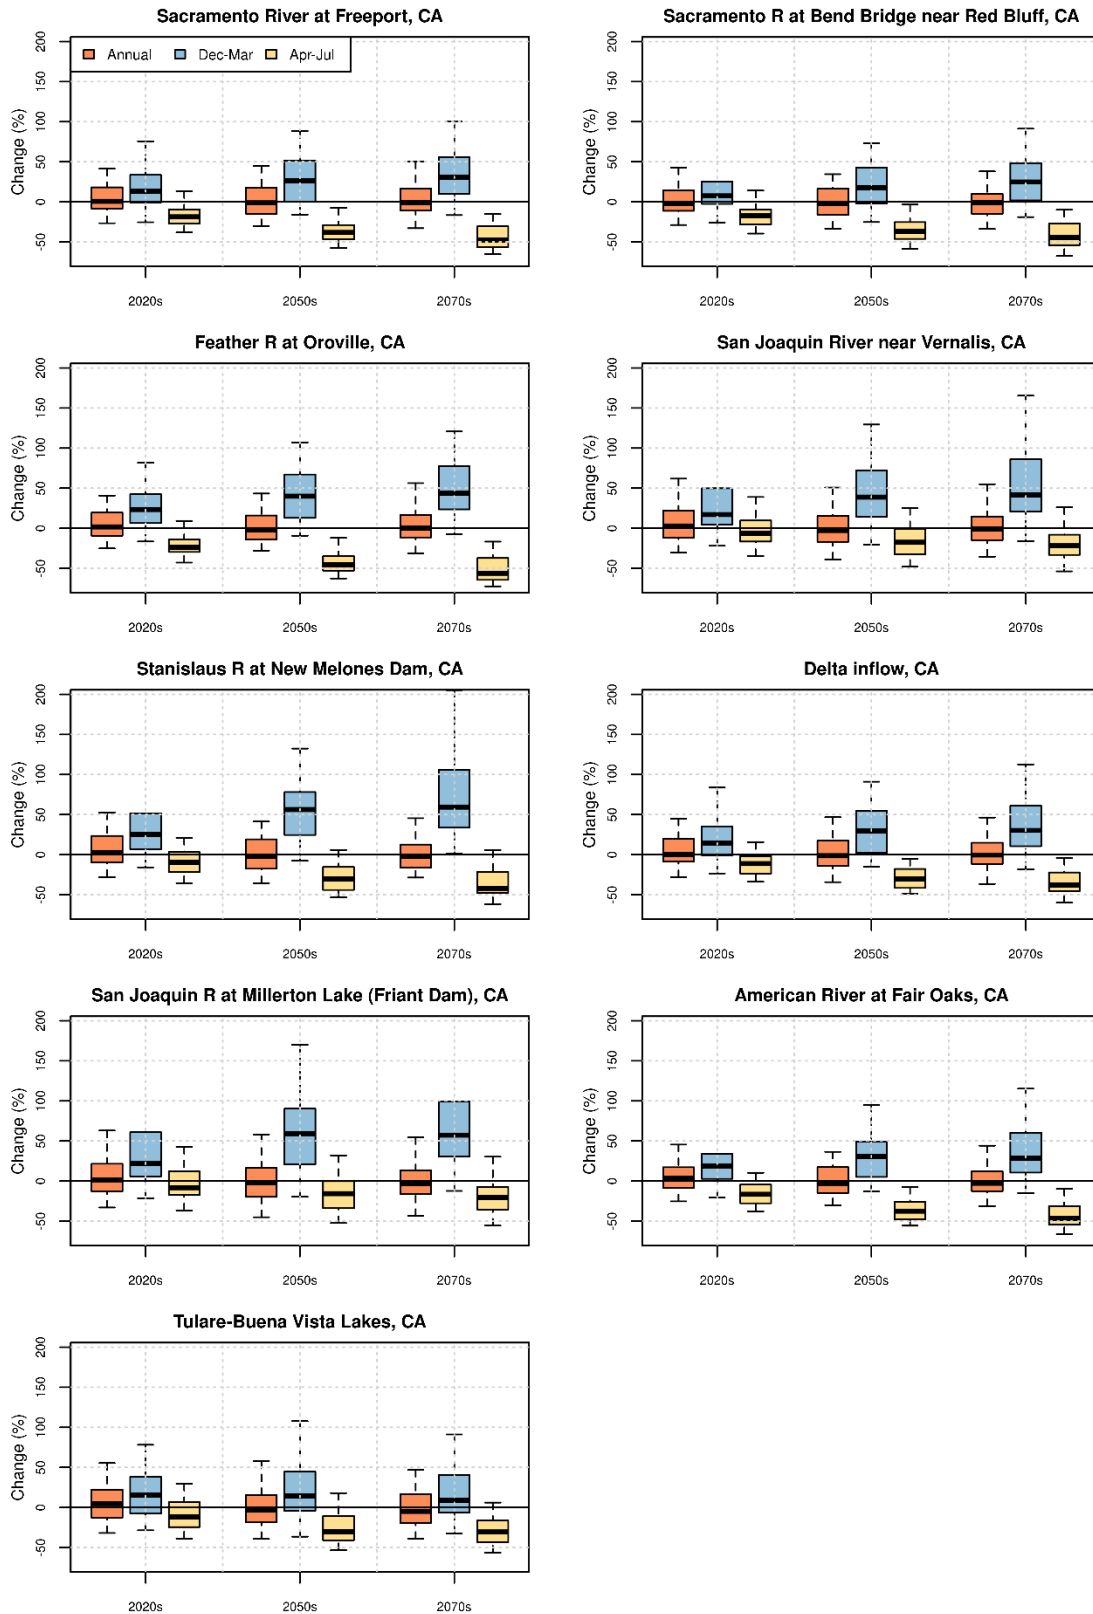 Sacramento River at Freeport, CA
Annual Dec-Mar Apr-Jul
Change (%)
200
150
100
50
0
-50
2020s 2050s 2070s
Sacramento R at Bend Bridge near Red Bluff, CA
Change (%)
200
150
100
50
0
-50
2020s 2050s 2070s
Feather R at Oroville, CA
Change (%)
200
150
100
50
0
-50
2020s 2050s 2070s
San Joaquin River near Vernalis, CA
Change (%)
200
150
100
50
0
-50
2020s 2050s 2070s
Stanislaus R at New Melones Dam, CA
Change (%)
200
150
100
50
0
-50
2020s 2050s 2070s
Delta inflow, CA
Change (%)
200
150
100
50
0
-50
2020s 2050s 2070s
San Joaquin R at Millerton Lake (Friant Dam), CA
Change (%)
200
150
100
50
0
-50
2020s 2050s 2070s
American River at Fair Oaks, CA
Change (%)
200
150
100
50
0
-50
2020s 2050s 2070s
Tulare-Buena Vista Lakes, CA
Change (%)
200
150
100
50
0
-50
2020s 2050s 2070s